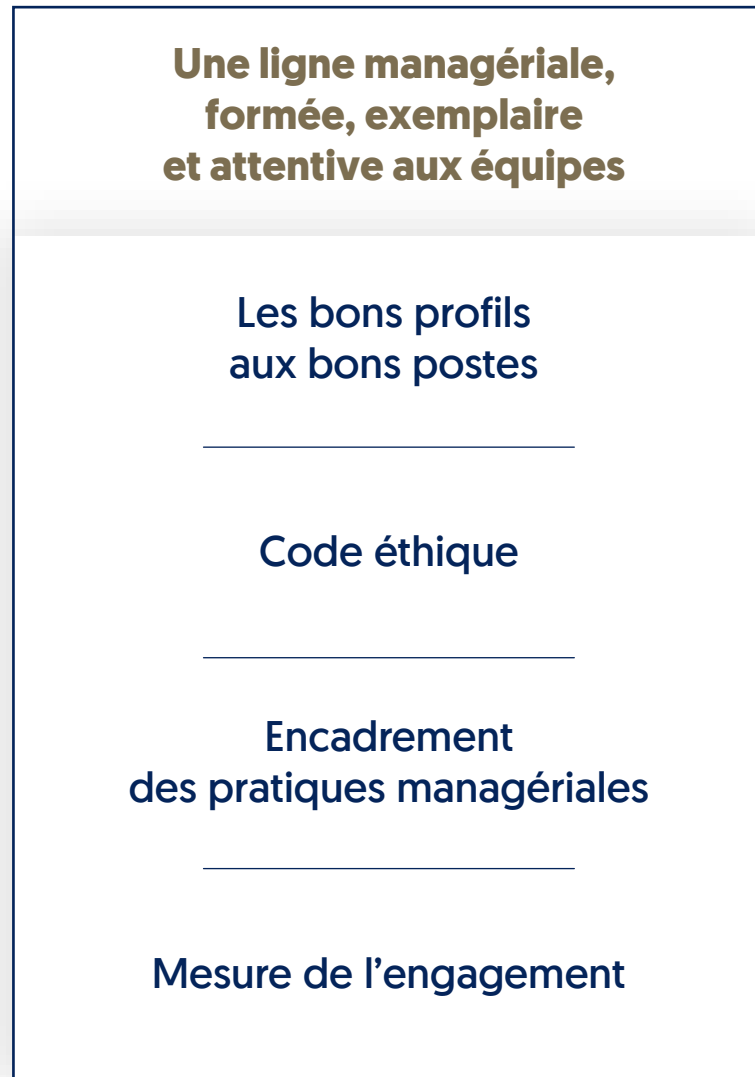 Une ligne managériale,
formée, exemplaire
et attentive aux équipes
Les bons profils
aux bons postes
Code éthique
Encadrement
des pratiques managériales
Mesure de l’engagement